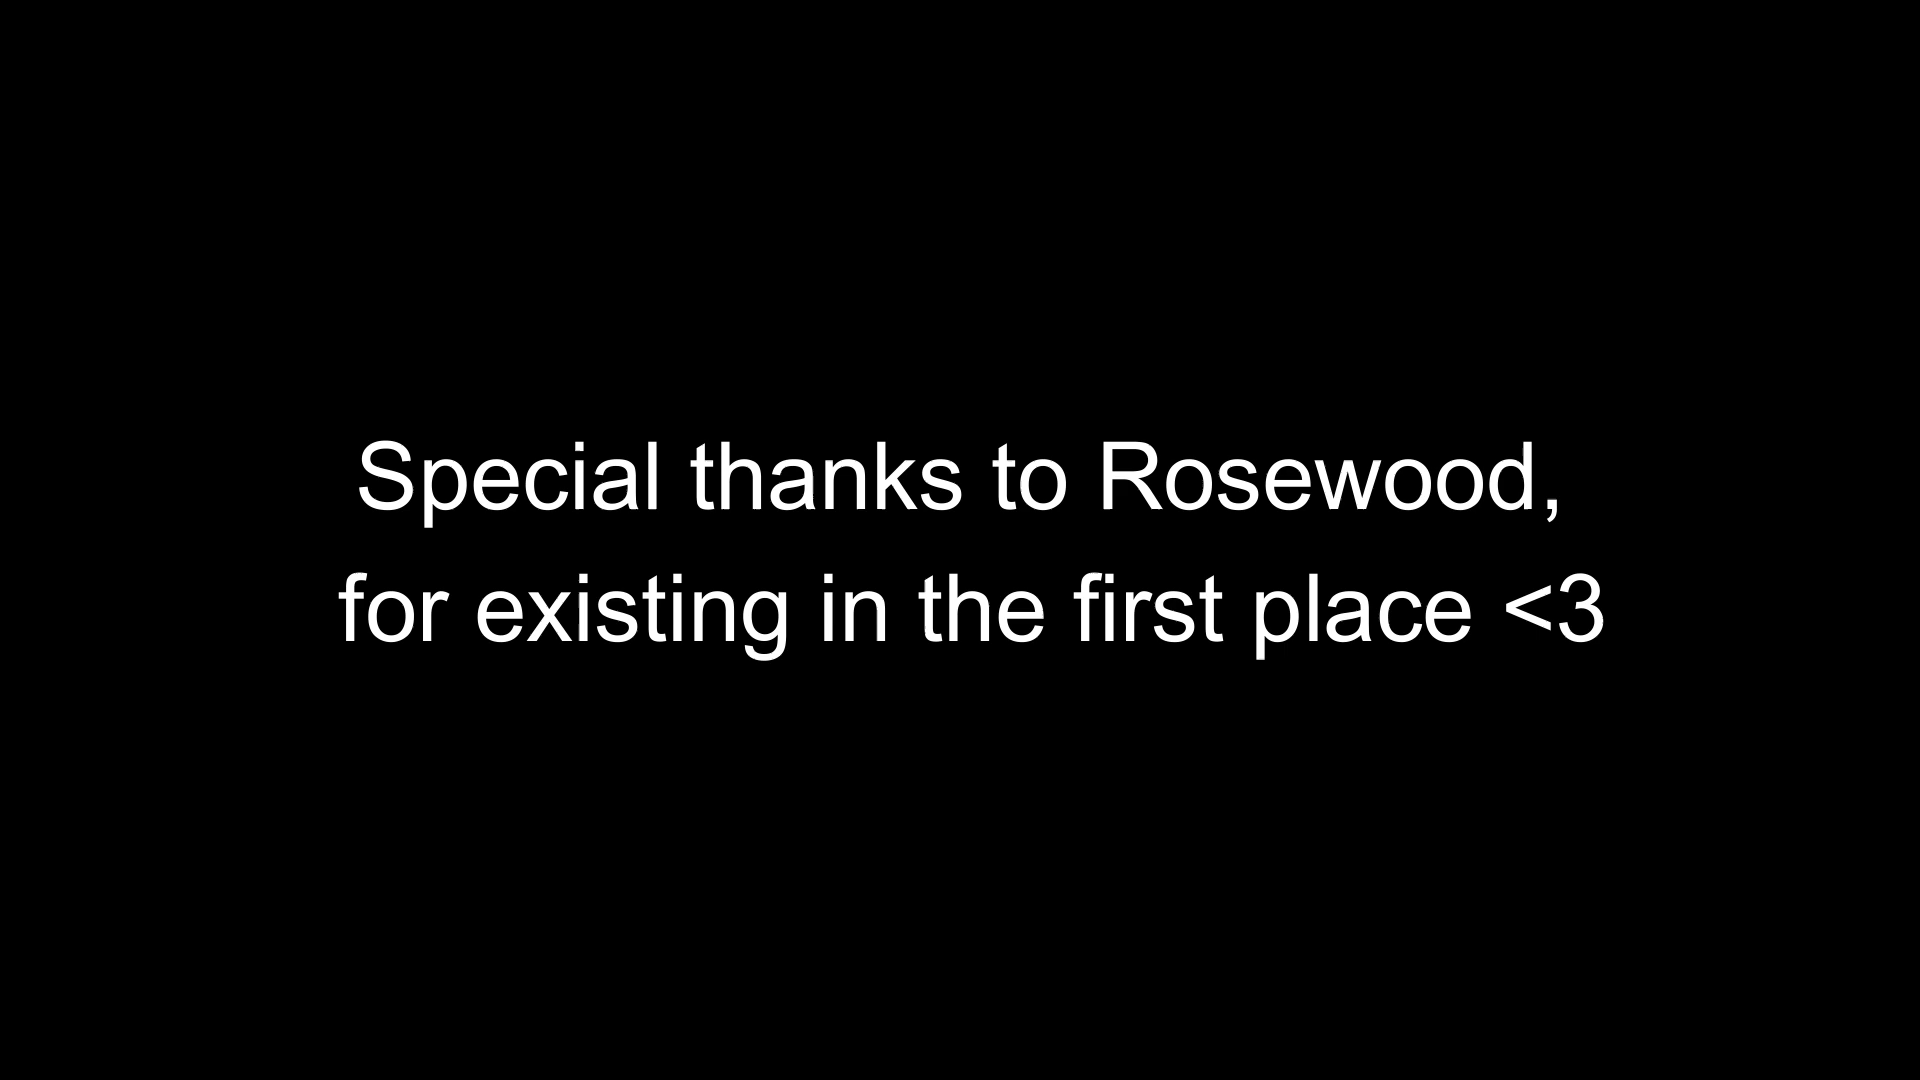 Special thanks to Rosewood,
for existing in the first place <3